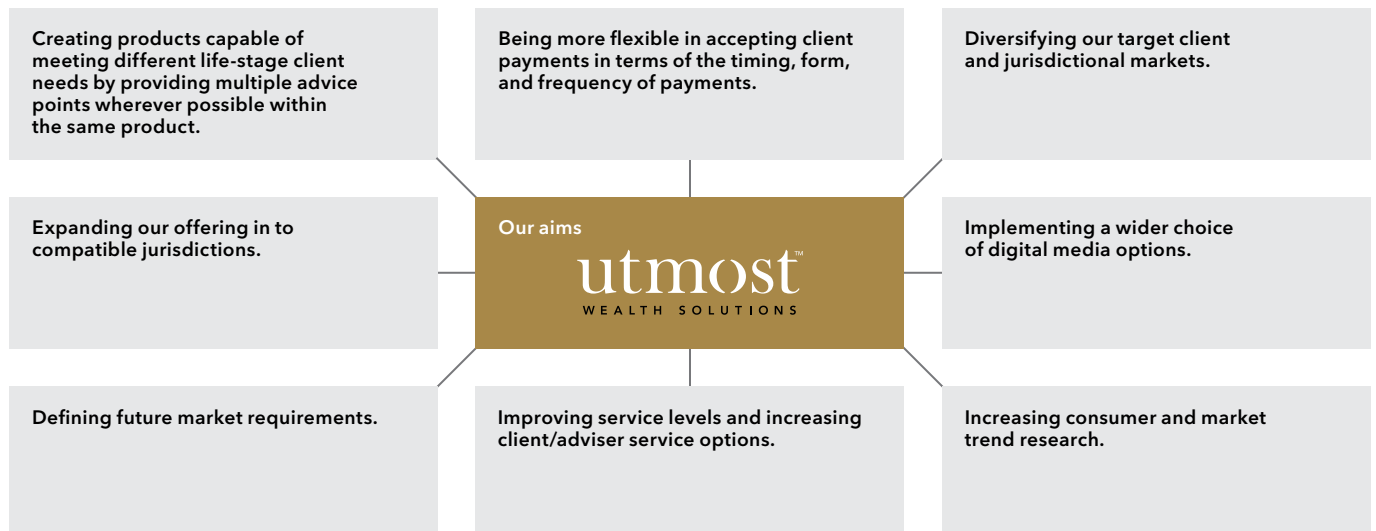 Creating products capable of
meeting different life-stage client
needs by providing multiple advice
points wherever possible within
the same product.
Being more flexible in accepting client
payments in terms of the timing, form,
and frequency of payments.
Diversifying our target client
and jurisdictional markets.
Expanding our offering in to
compatible jurisdictions.
Our aims
utmost™
WEALTH SOLUTIONS
Implementing a wider choice
of digital media options.
Defining future market requirements.
Improving service levels and increasing
client/adviser service options.
Increasing consumer and market
trend research.